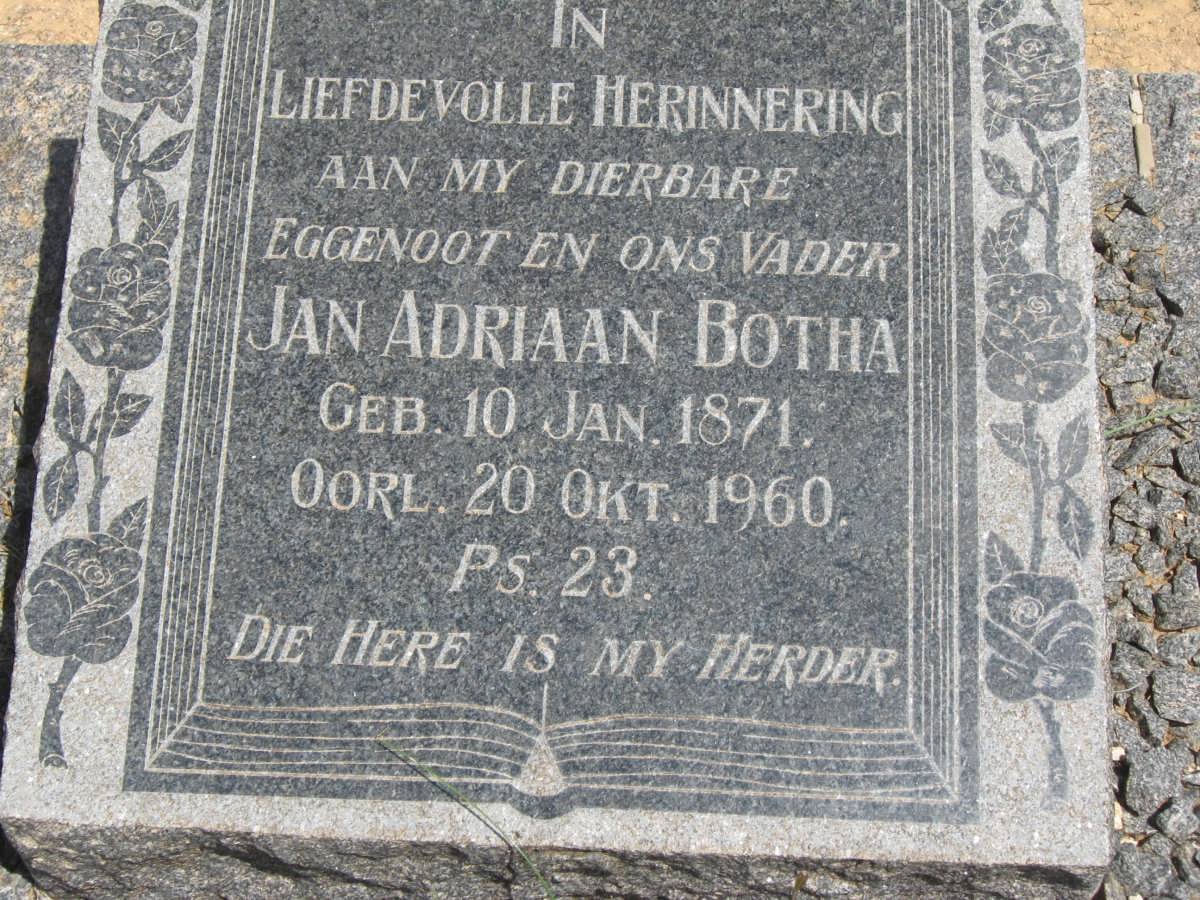 IN
LIEFDEVOLLE HERINNERING
AAN MY DIERBARE
EGGENOOT EN ONS VADER
JAN ADRIAAN BOTHA
GEB. 10 JAN. 1871.
OORL. 20 OKT. 1960.
PS. 23.
DIE HERE IS MY HERDER.